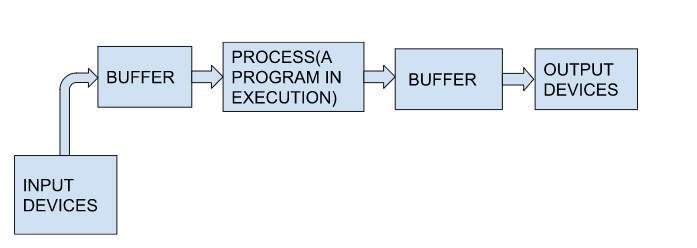 BUFFER
PROCESS(A
PROGRAM IN
EXECUTION)
BUFFER
OUTPUT
DEVICES
INPUT
DEVICES